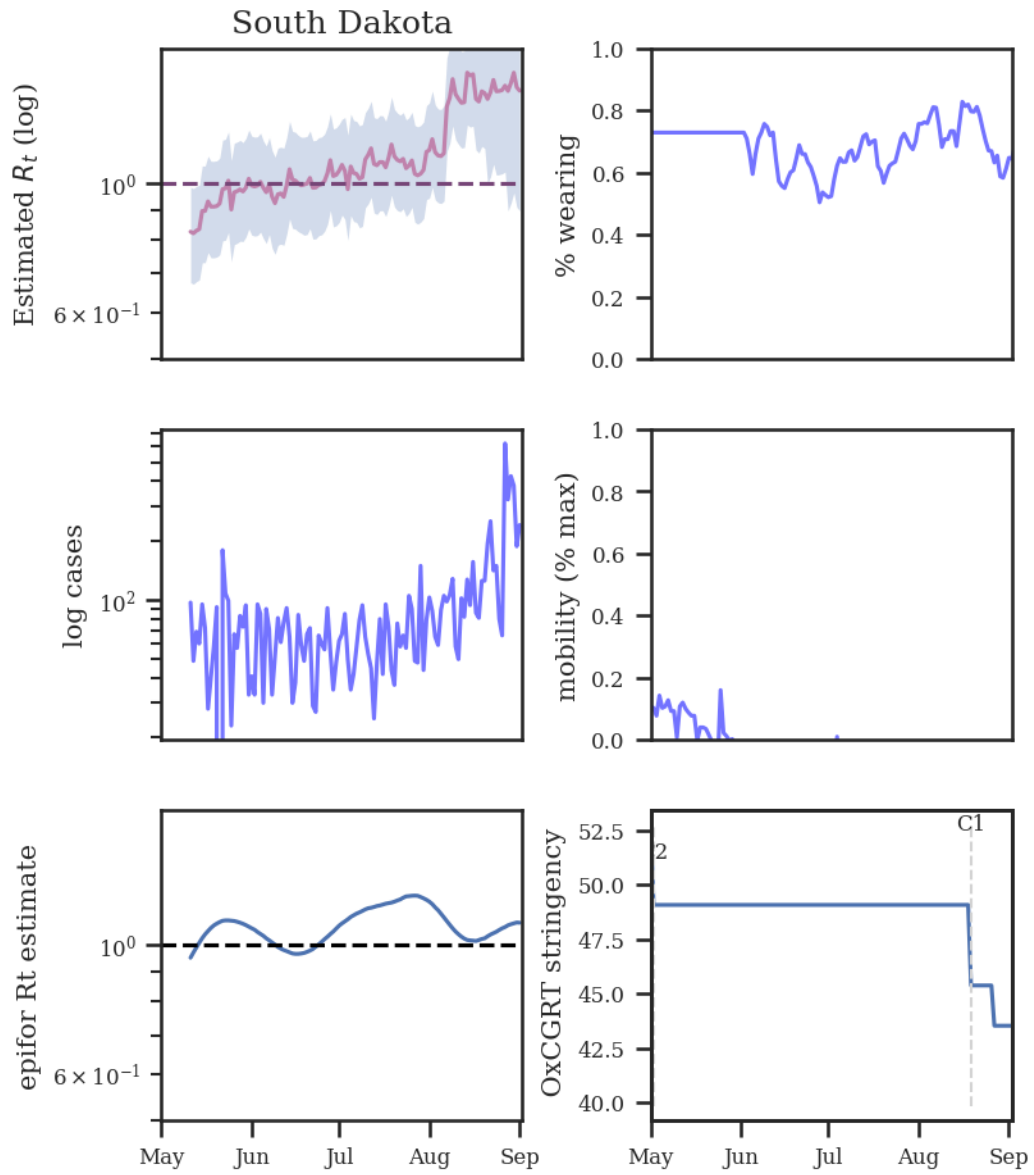 South Dakota
Estimated Rt (log)
10^0
6 × 10^-1
% wearing
1.0
0.8
0.6
0.4
0.2
0.0
log cases
10^2
mobility (% max)
1.0
0.8
0.6
0.4
0.2
0.0
epifor Rt estimate
10^0
6 × 10^-1
May Jun Jul Aug Sep
OxCGRT stringency
52.5
50.0
47.5
45.0
42.5
40.0
2
C1
May Jun Jul Aug Sep